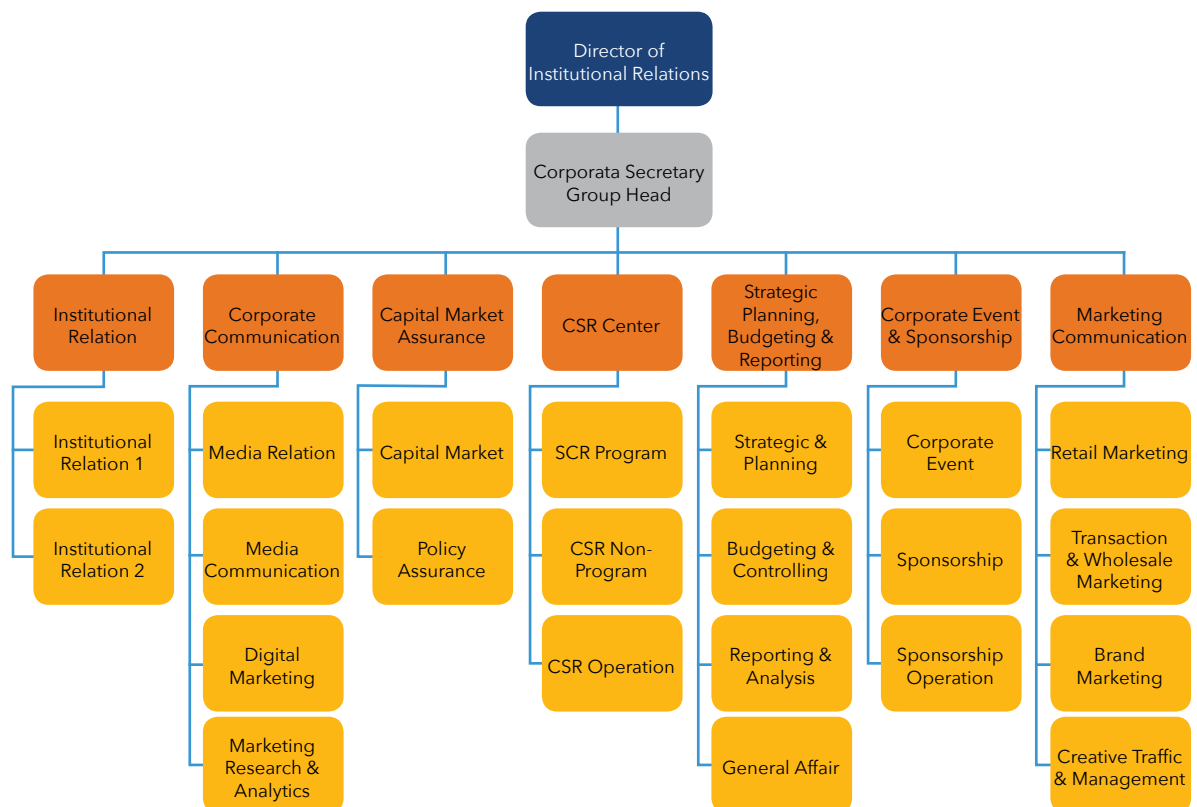 Director of
Institutional Relations
Corporata Secretary
Group Head
Institutional
Relation
Corporate
Communication
Capital Market
Assurance
CSR Center
Strategic
Planning,
Budgeting &
Reporting
Corporate Event
& Sponsorship
Marketing
Communication
Institutional
Relation 1
Media Relation
Capital Market
SCR Program
Strategic &
Planning
Corporate
Event
Retail Marketing
Institutional
Relation 2
Media
Communication
Policy
Assurance
CSR Non-
Program
Budgeting &
Controlling
Sponsorship
Transaction
& Wholesale
Marketing
Digital
Marketing
CSR Operation
Reporting &
Analysis
Sponsorship
Operation
Brand
Marketing
Marketing
Research &
Analytics
General Affair
Creative Traffic
& Management